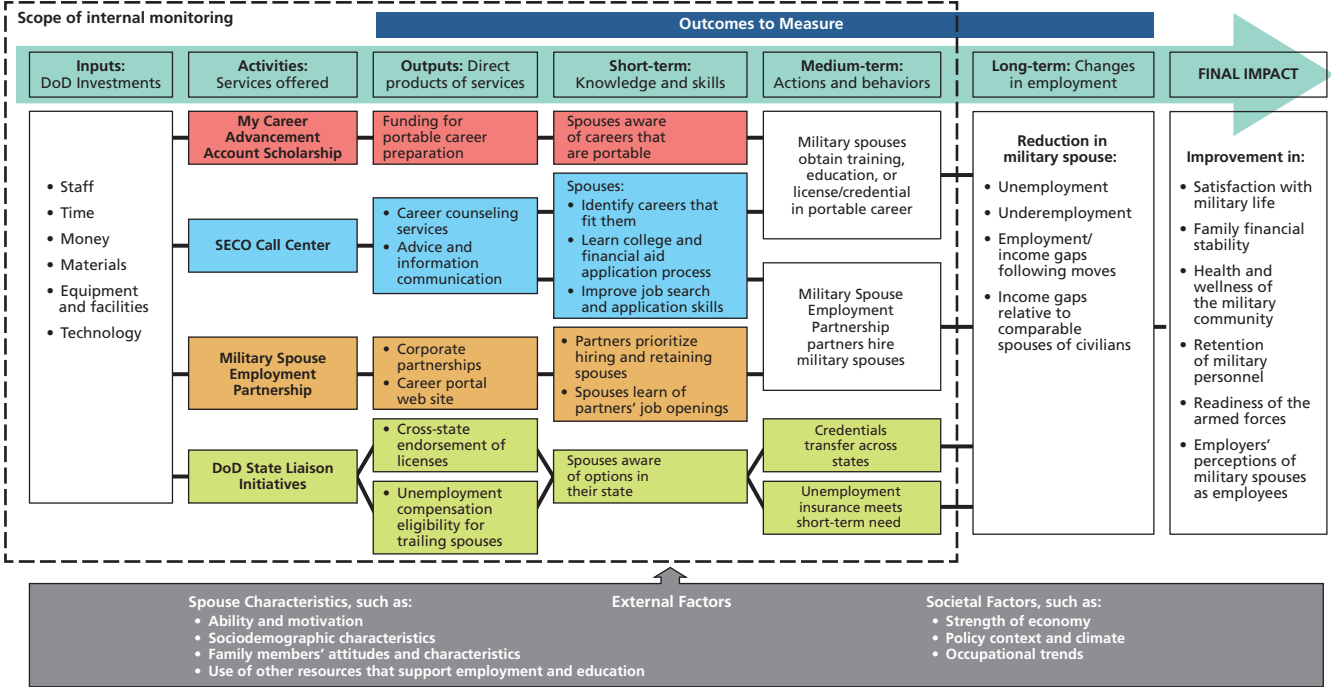 Scope of internal monitoring
Outcomes to Measure
Inputs:
DoD Investments
Activities:
Services offered
Outputs: Direct
products of services
Short-term:
Knowledge and skills
Medium-term:
Actions and behaviors
Long-term: Changes
in employment
FINAL IMPACT
• Staff
• Time
• Money
• Materials
• Equipment
and facilities
• Technology
My Career
Advancement
Account Scholarship
Funding for
portable career
preparation
Spouses aware
of careers that
are portable
SECO Call Center
• Career counseling
services
• Advice and
information
communication
Spouses:
• Identify careers that
fit them
• Learn college and
financial aid
application process
• Improve job search
and application skills
Military spouses
obtain training,
education, or
license/credential
in portable career
Military Spouse
Employment
Partnership
• Corporate
partnerships
• Career portal
web site
• Partners prioritize
hiring and retaining
spouses
• Spouses learn of
partners’ job openings
Military Spouse
Employment
Partnership
partners hire
military spouses
DoD State Liaison
Initiatives
• Cross-state
endorsement of
licenses
• Unemployment
compensation
eligibility for
trailing spouses
Spouses aware
of options in
their state
Credentials
transfer across
states
Unemployment
insurance meets
short-term need
Reduction in
military spouse:
• Unemployment
• Underemployment
• Employment/
income gaps
following moves
• Income gaps
relative to
comparable
spouses of civilians
Improvement in:
• Satisfaction with
military life
• Family financial
stability
• Health and
wellness of
the military
community
• Retention
of military
personnel
• Readiness of the
armed forces
• Employers’
perceptions of
military spouses
as employees
External Factors
Spouse Characteristics, such as:
• Ability and motivation
• Sociodemographic characteristics
• Family members’ attitudes and characteristics
• Use of other resources that support employment and education
Societal Factors, such as:
• Strength of economy
• Policy context and climate
• Occupational trends